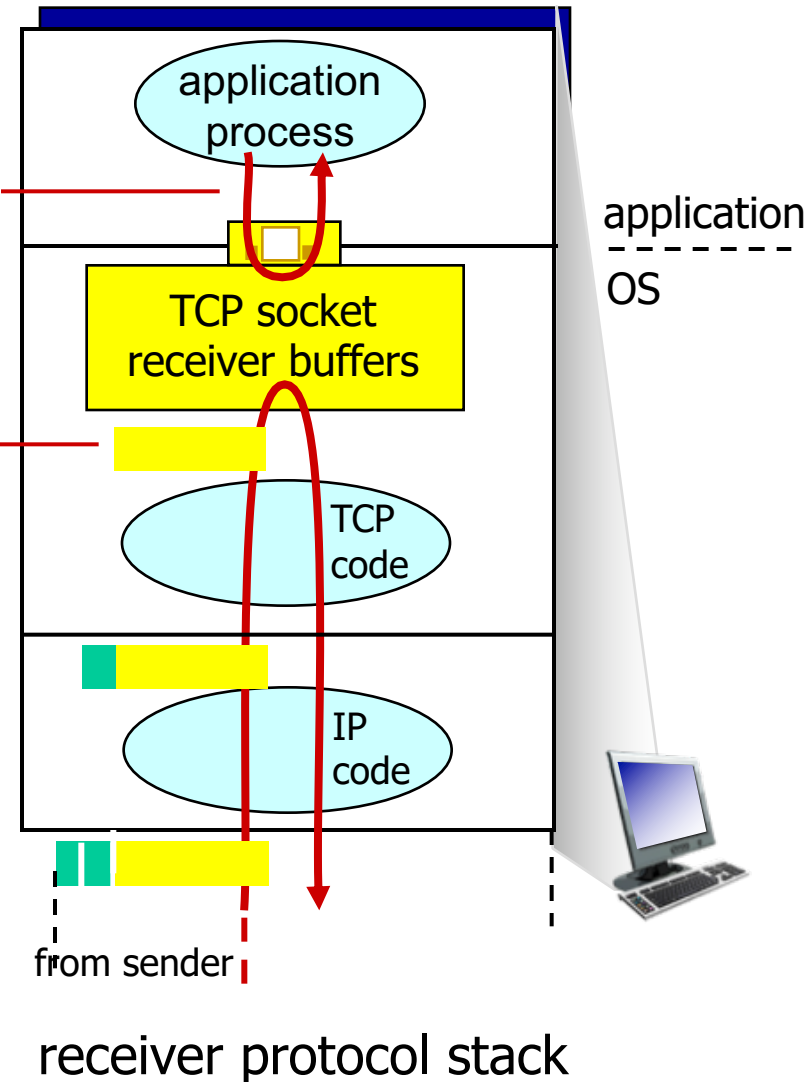 application
process
application
OS
TCP socket
receiver buffers
TCP
code
IP
code
from sender
receiver protocol stack